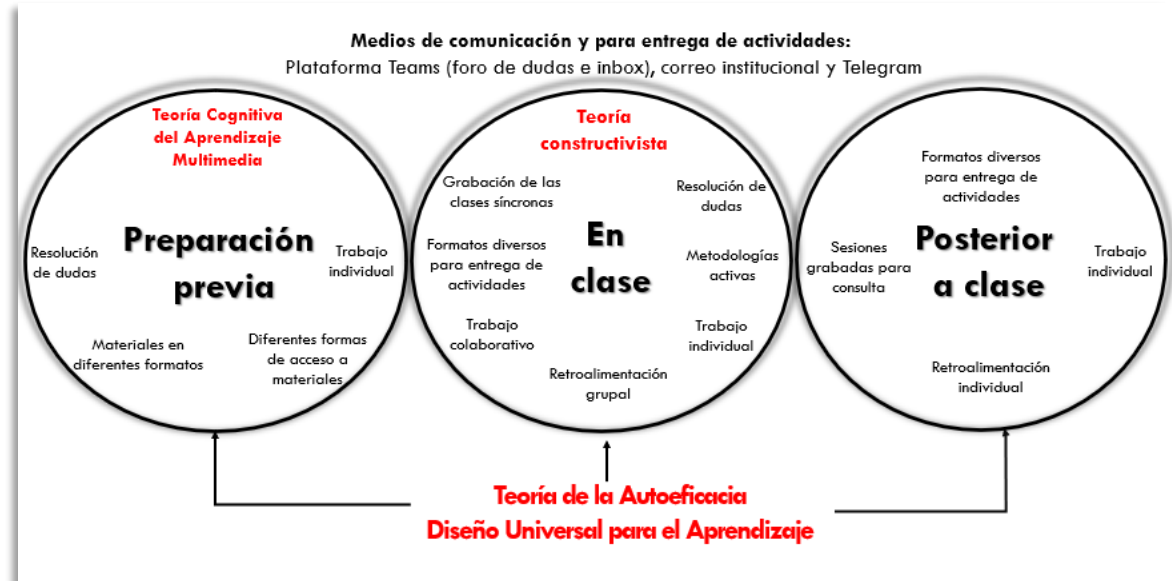 Medios de comunicación y para entrega de actividades:
Plataforma Teams (foro de dudas e inbox), correo institucional y Telegram
Teoría Cognitiva
del Aprendizaje
Multimedia
Preparación
previa
Resolución
de dudas
Trabajo
individual
Materiales en
diferentes formatos
Diferentes formas
de acceso a
materiales
Teoría
constructivista
Grabación de las
clases síncronas
Resolución de
dudas
En
clase
Formatos diversos
para entrega de
actividades
Metodologías
activas
Trabajo
colaborativo
Trabajo
individual
Retroalimentación
grupal
Formatos diversos
para entrega de
actividades
Posterior
a clase
Sesiones
grabadas para
consulta
Trabajo
individual
Retroalimentación
individual
Teoría de la Autoeficacia
Diseño Universal para el Aprendizaje